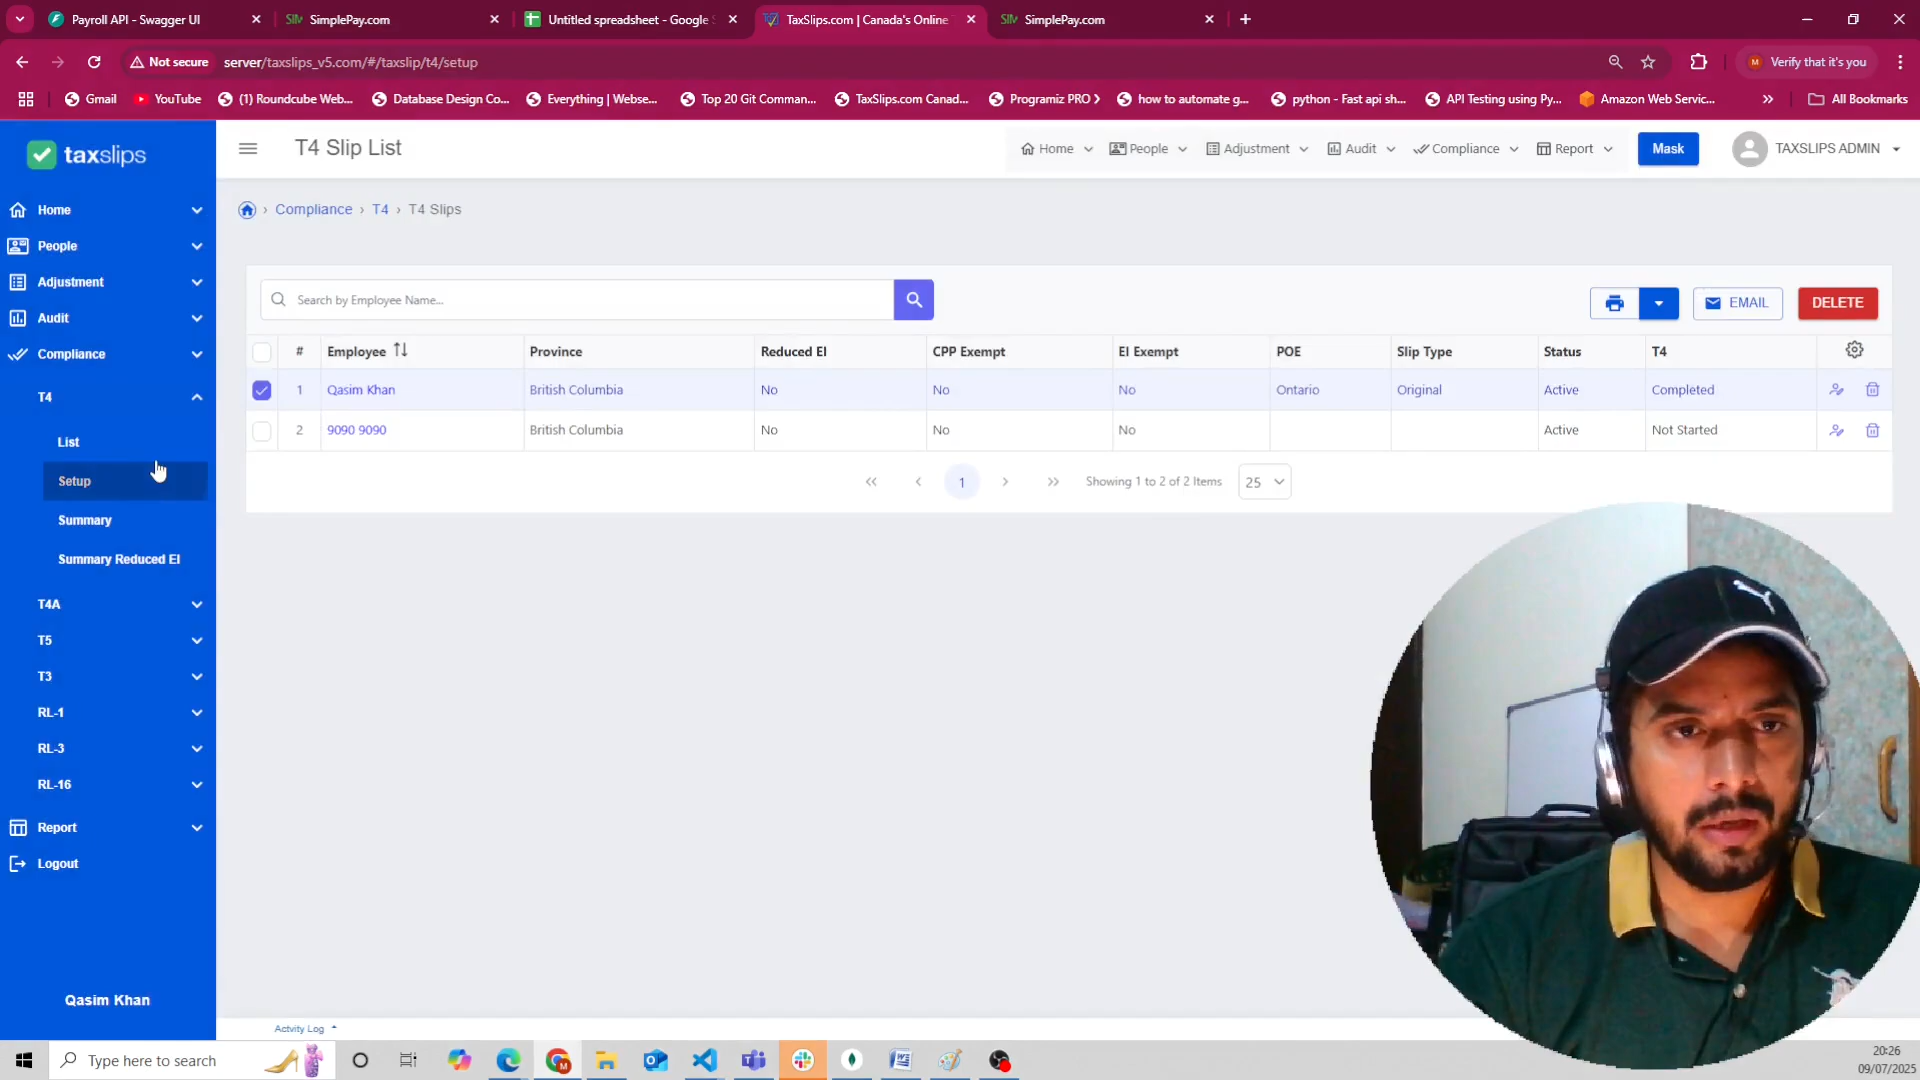 Payroll API - Swagger UI
SimplePay.com
Untitled spreadsheet - Google S
TaxSlips.com | Canada's Online
SimplePay.com
Not secure
server/taxslips_v5.com/#/taxslip/t4/setup
Verify that it's you
Gmail
YouTube
(1) Roundcube Web...
Database Design Co...
Everything | Webse...
Top 20 Git Comman...
TaxSlips.com Canad...
Programiz PRO
how to automate g...
python - Fast api sh...
API Testing using Py...
Amazon Web Servic...
All Bookmarks
taxslips
T4 Slip List
Home
People
Adjustment
Audit
Compliance
Report
Mask
TAXSLIPS ADMIN
Home
People
Adjustment
Audit
Compliance
T4
List
Setup
Summary
Summary Reduced EI
T4A
T5
T3
RL-1
RL-3
RL-16
Report
Logout
Qasim Khan
Compliance › T4 › T4 Slips
Search by Employee Name...
EMAIL
DELETE
# Employee Province Reduced EI CPP Exempt EI Exempt POE Slip Type Status T4
1 Qasim Khan British Columbia No No No Ontario Original Active Completed
2 9090 9090 British Columbia No No No Active Not Started
1
Showing 1 to 2 of 2 Items
25
Actvity Log
Type here to search
20:26
09/07/2025